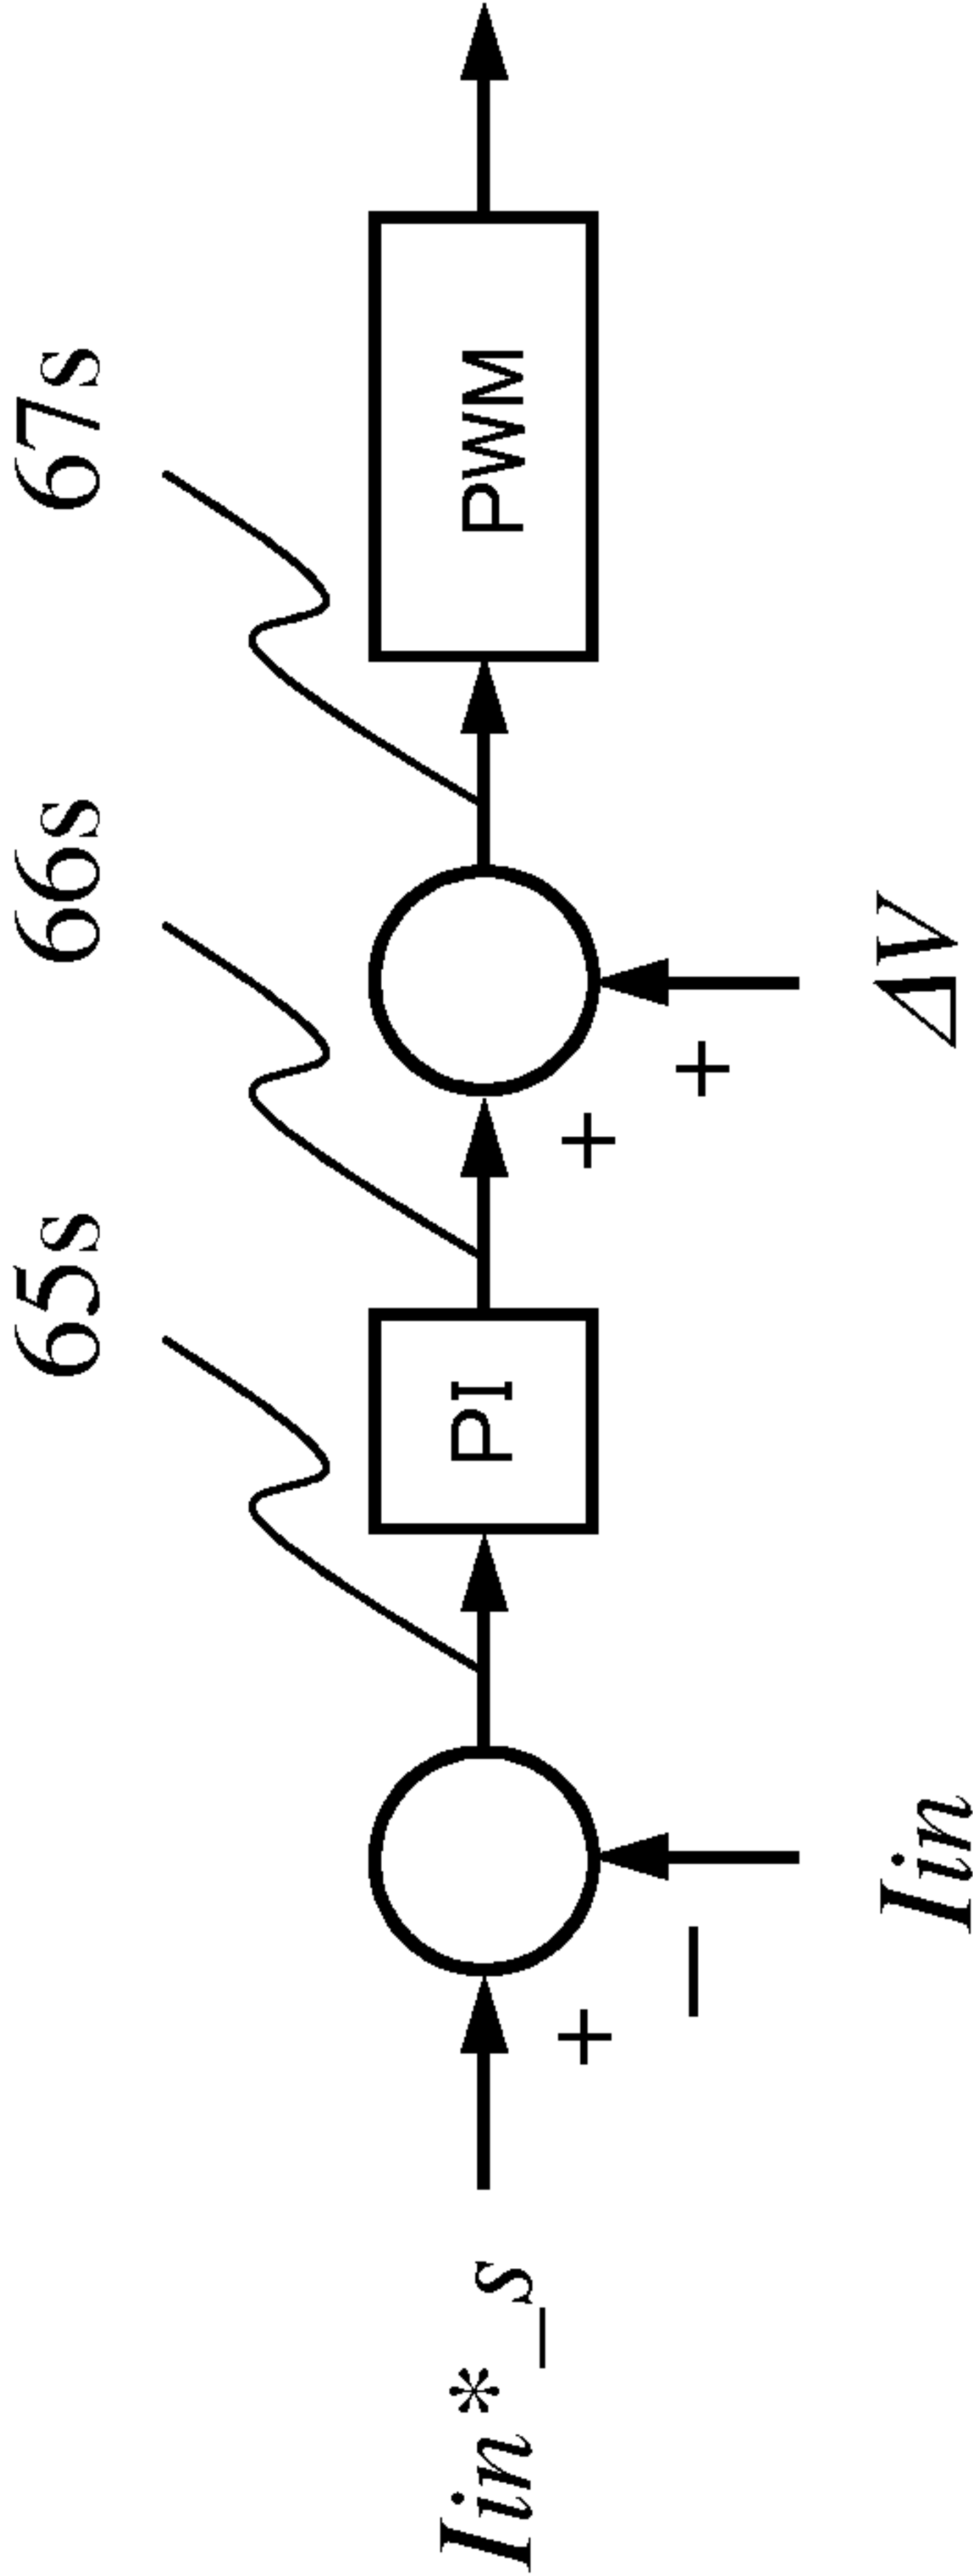 65s 66s 67s
Iin*_s PI PWM
+ +
− +
Iin ΔV